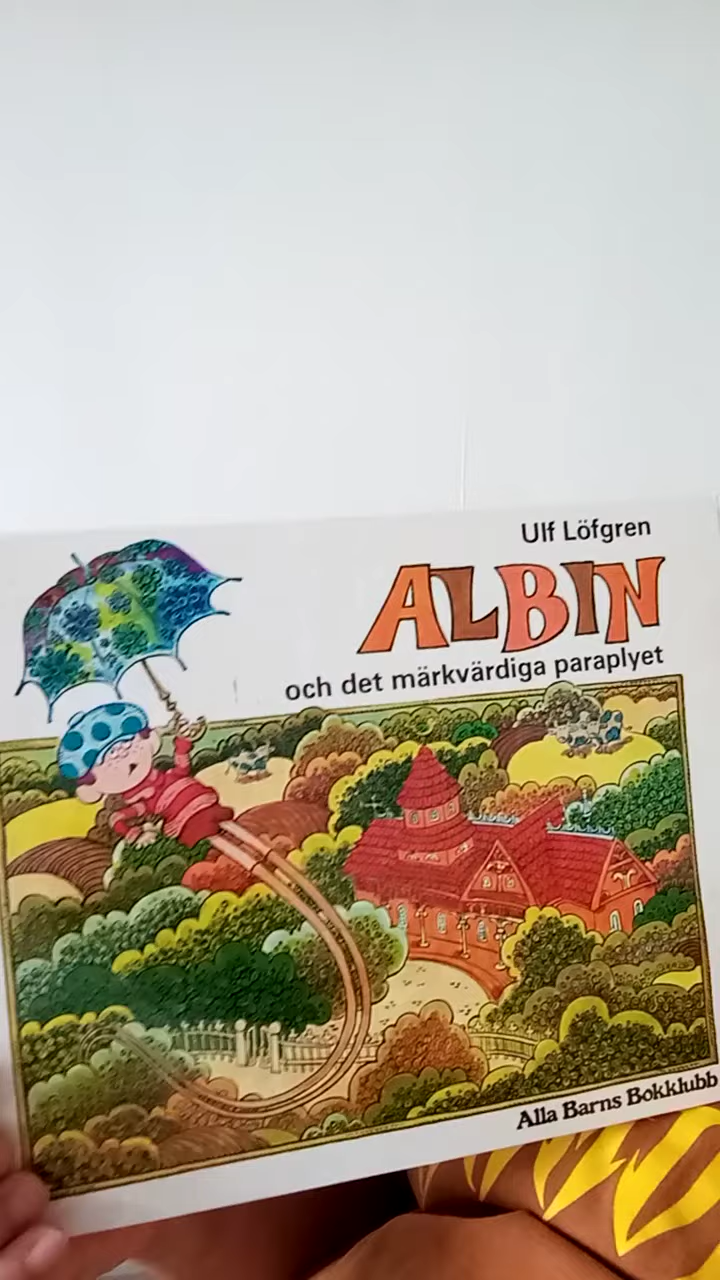 Ulf Löfgren
ALBIN
och det märkvärdiga paraplyet
Alla Barns Bokklubb